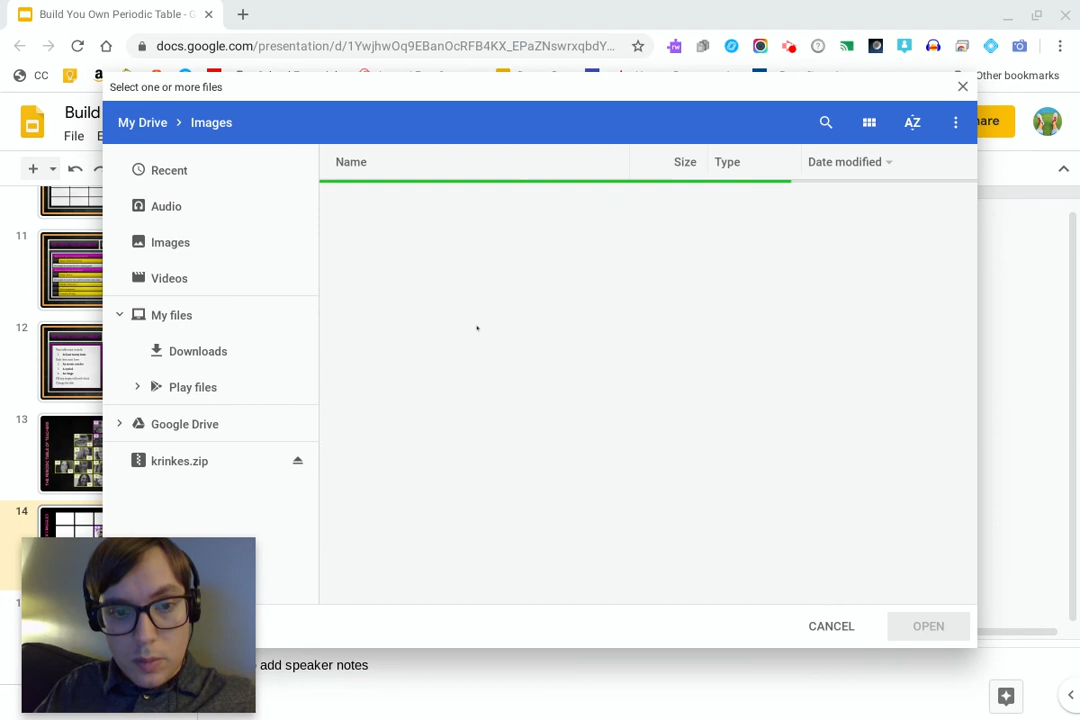 Build You Own Periodic Table - G
docs.google.com/presentation/d/1YwjhwOq9EBanOcRFB4KX_EPaZNswrxqbdY...
CC
Other bookmarks
Select one or more files
Build
hare
File
My Drive > Images
AZ
Name
Size
Type
Date modified
Recent
Audio
Images
Videos
My files
Downloads
Play files
Google Drive
krinkes.zip
11
12
13
14
CANCEL
OPEN
add speaker notes